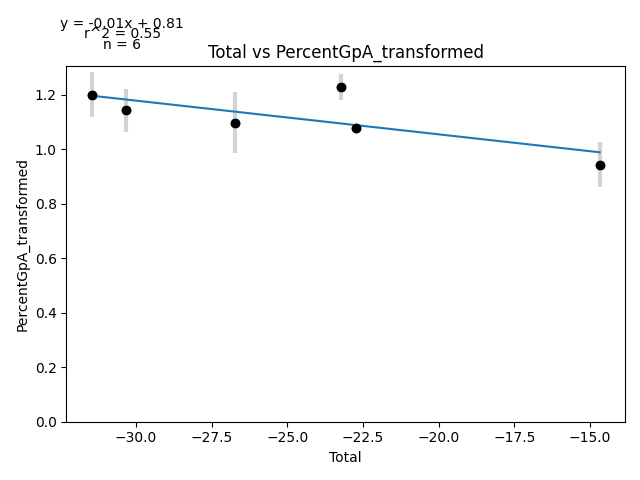 y = -0.01x + 0.81
r^2 = 0.55
n = 6
Total vs PercentGpA_transformed
1.2
1.0
0.8
0.6
0.4
0.2
0.0
PercentGpA_transformed
−30.0 −27.5 −25.0 −22.5 −20.0 −17.5 −15.0
Total